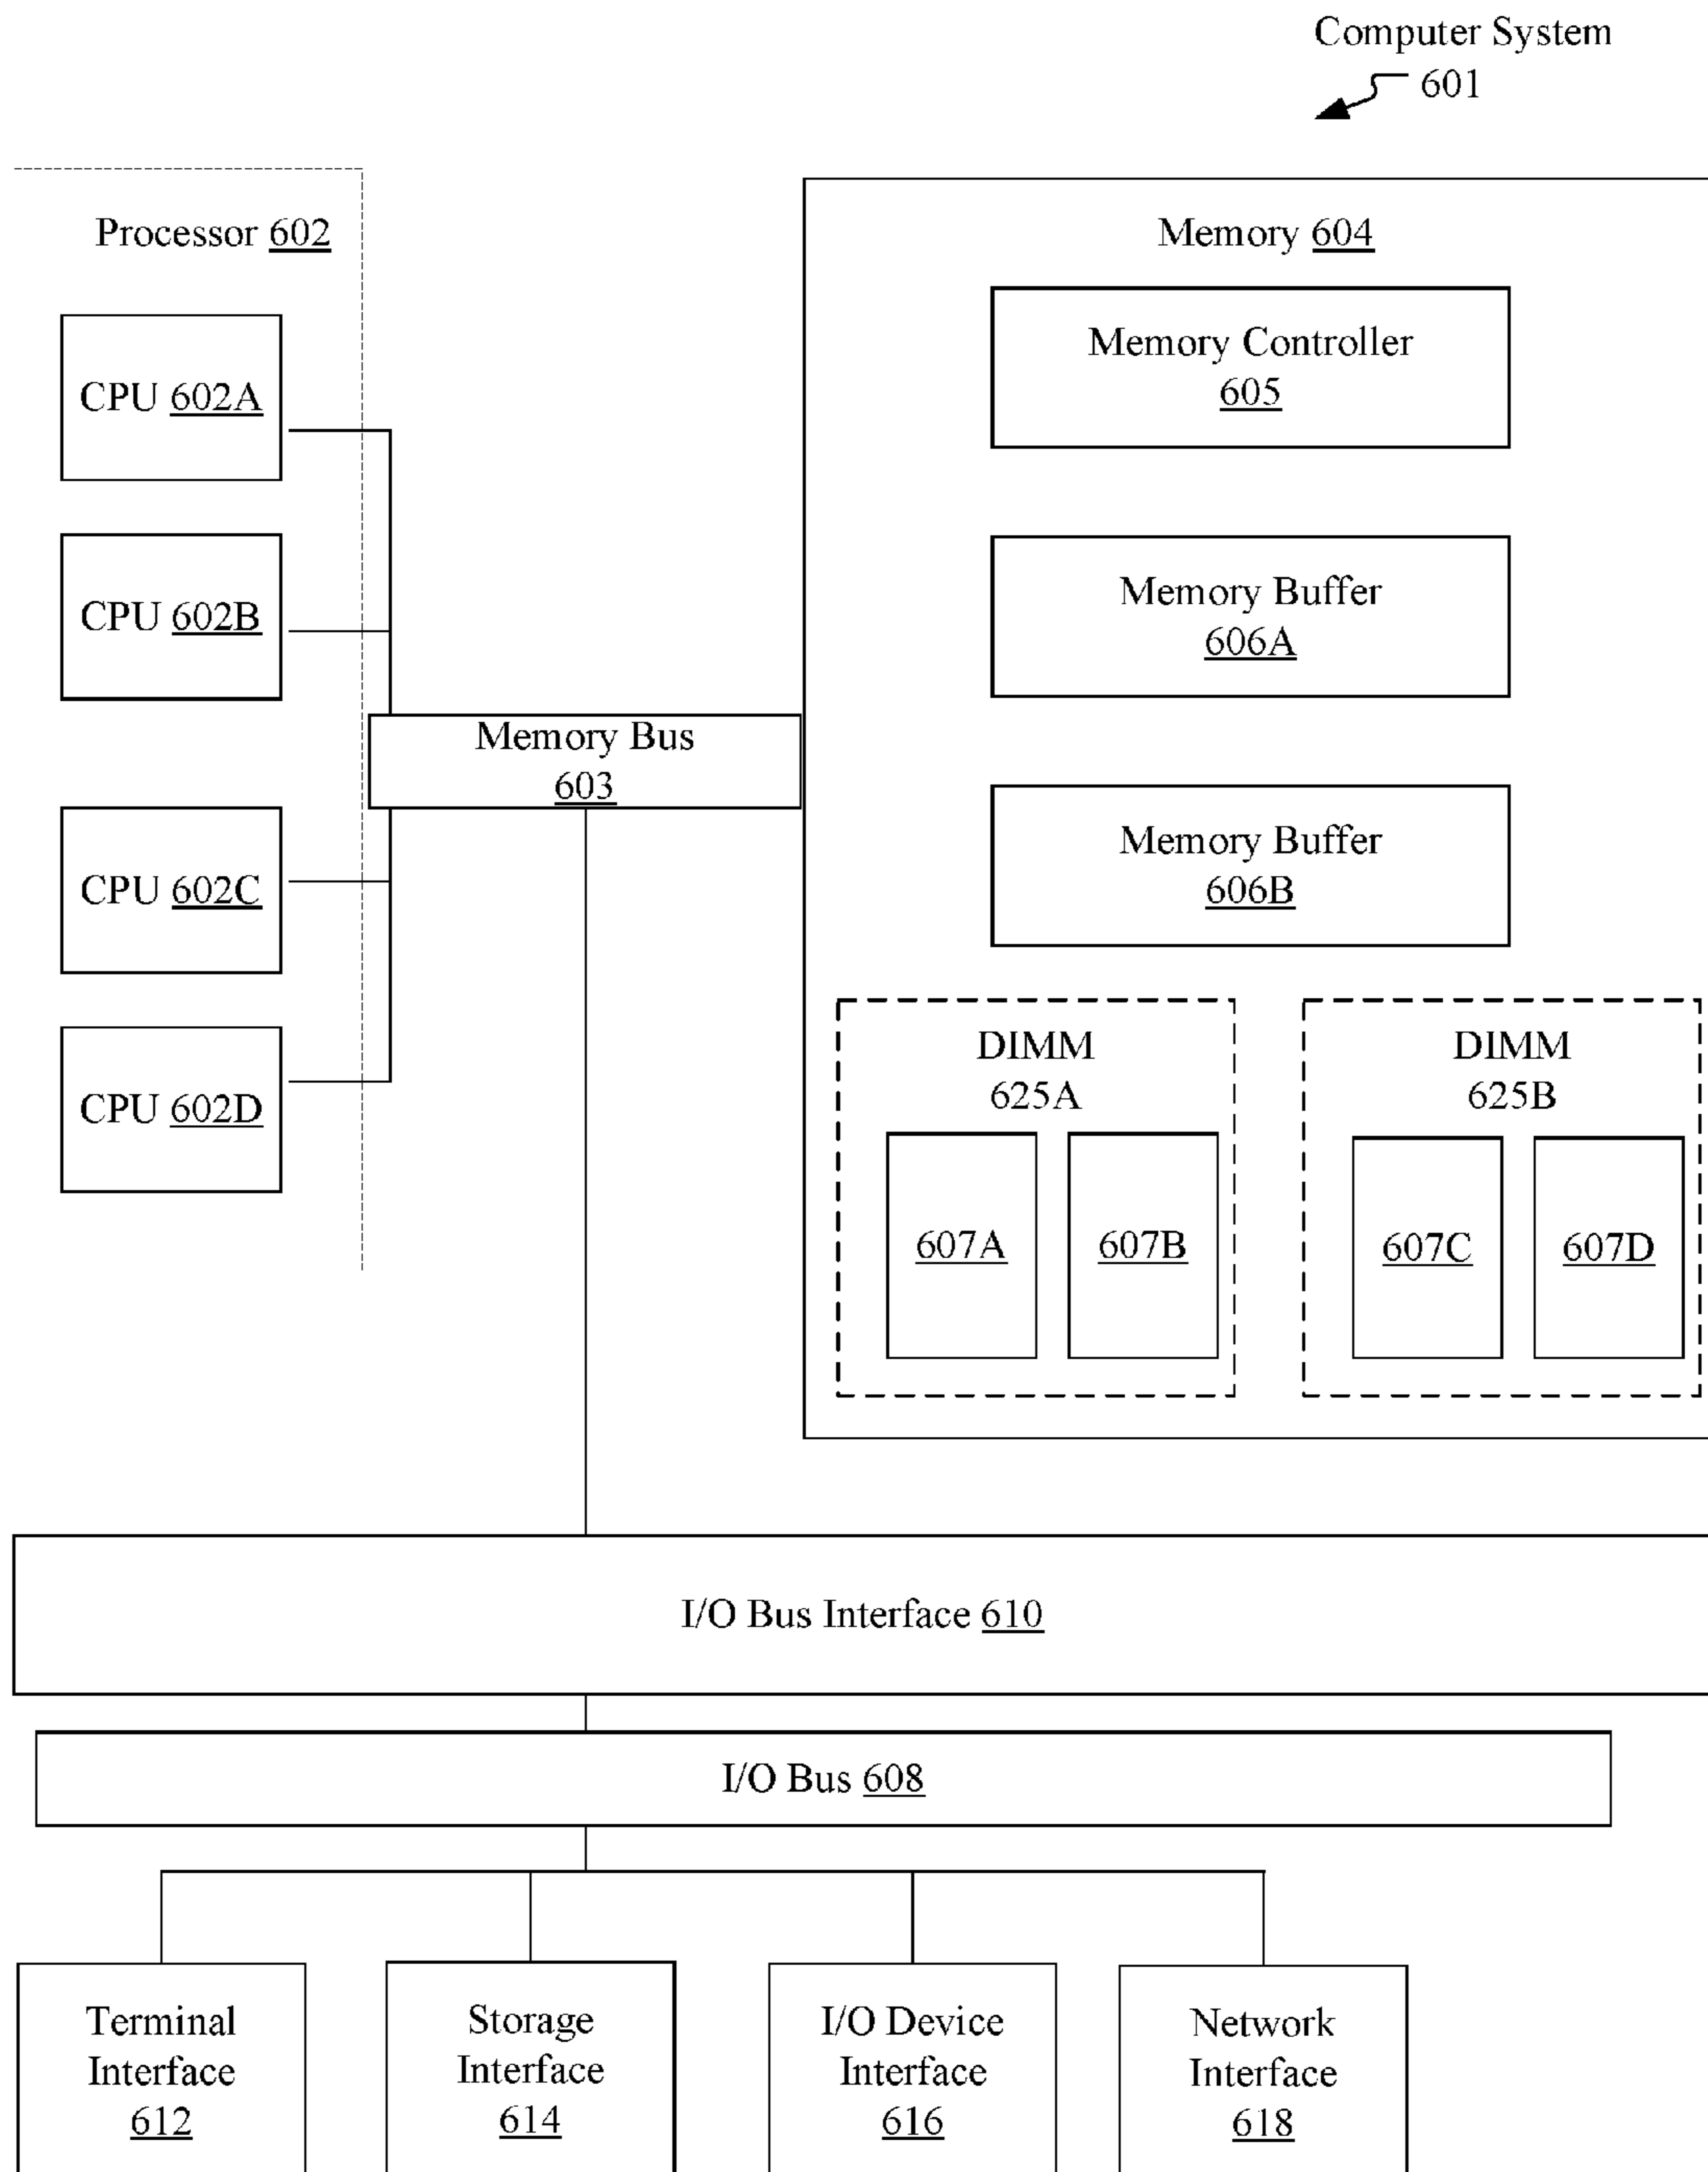 Computer System
601
Processor 602
CPU 602A
CPU 602B
CPU 602C
CPU 602D
Memory Bus
603
Memory 604
Memory Controller
605
Memory Buffer
606A
Memory Buffer
606B
DIMM
625A
607A
607B
DIMM
625B
607C
607D
I/O Bus Interface 610
I/O Bus 608
Terminal
Interface
612
Storage
Interface
614
I/O Device
Interface
616
Network
Interface
618